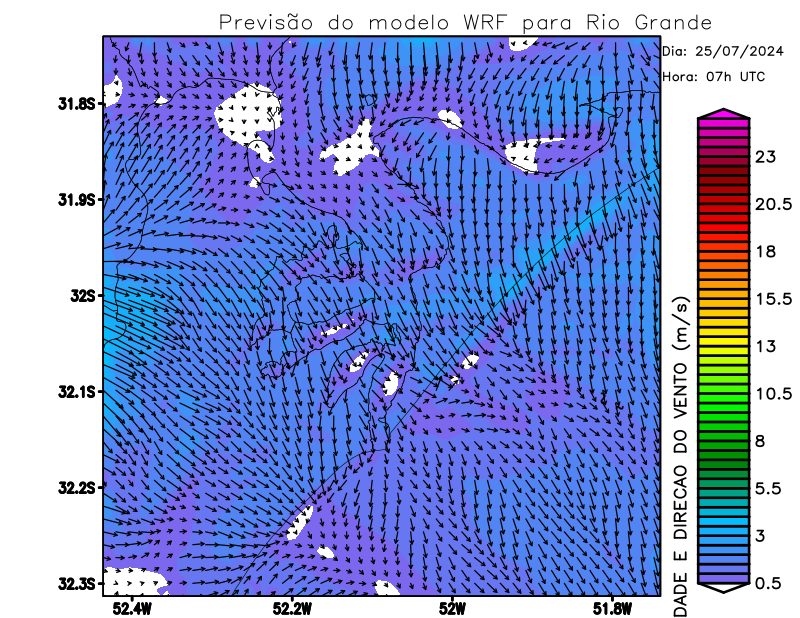 Previsão do modelo WRF para Rio Grande
Dia: 25/07/2024
Hora: 07h UTC
31.8S
31.9S
32S
32.1S
32.2S
32.3S
52.4W
52.2W
52W
51.8W
23
20.5
18
15.5
13
10.5
8
5.5
3
0.5
DADE E DIRECAO DO VENTO (m/s)